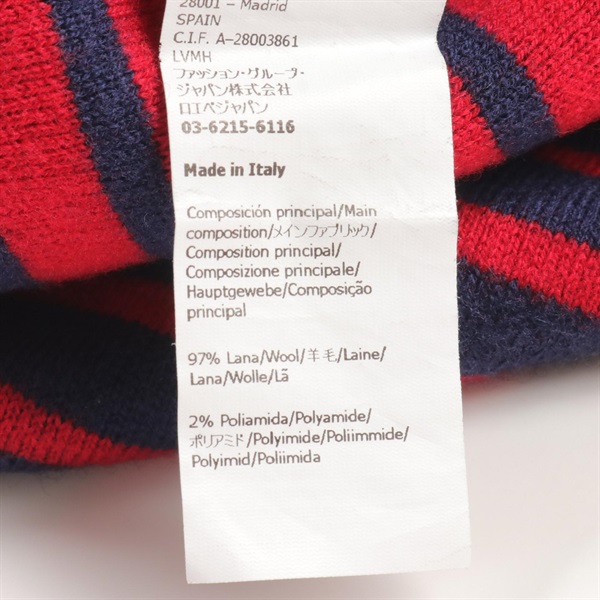 28001 – Madrid
SPAIN
C.I.F. A-28003861
LVMH
ファッション・グループ・
ジャパン株式会社
ロエベジャパン
03-6215-6116
Made in Italy
Composición principal/Main
composition/メインファブリック/
Composition principal/
Composizione principale/
Hauptgewebe/Composição
principal
97% Lana/Wool/羊毛/Laine/
Lana/Wolle/Lã
2% Poliamida/Polyamide/
ポリアミド/Polyimide/Poliimmide/
Polyimid/Poliimida